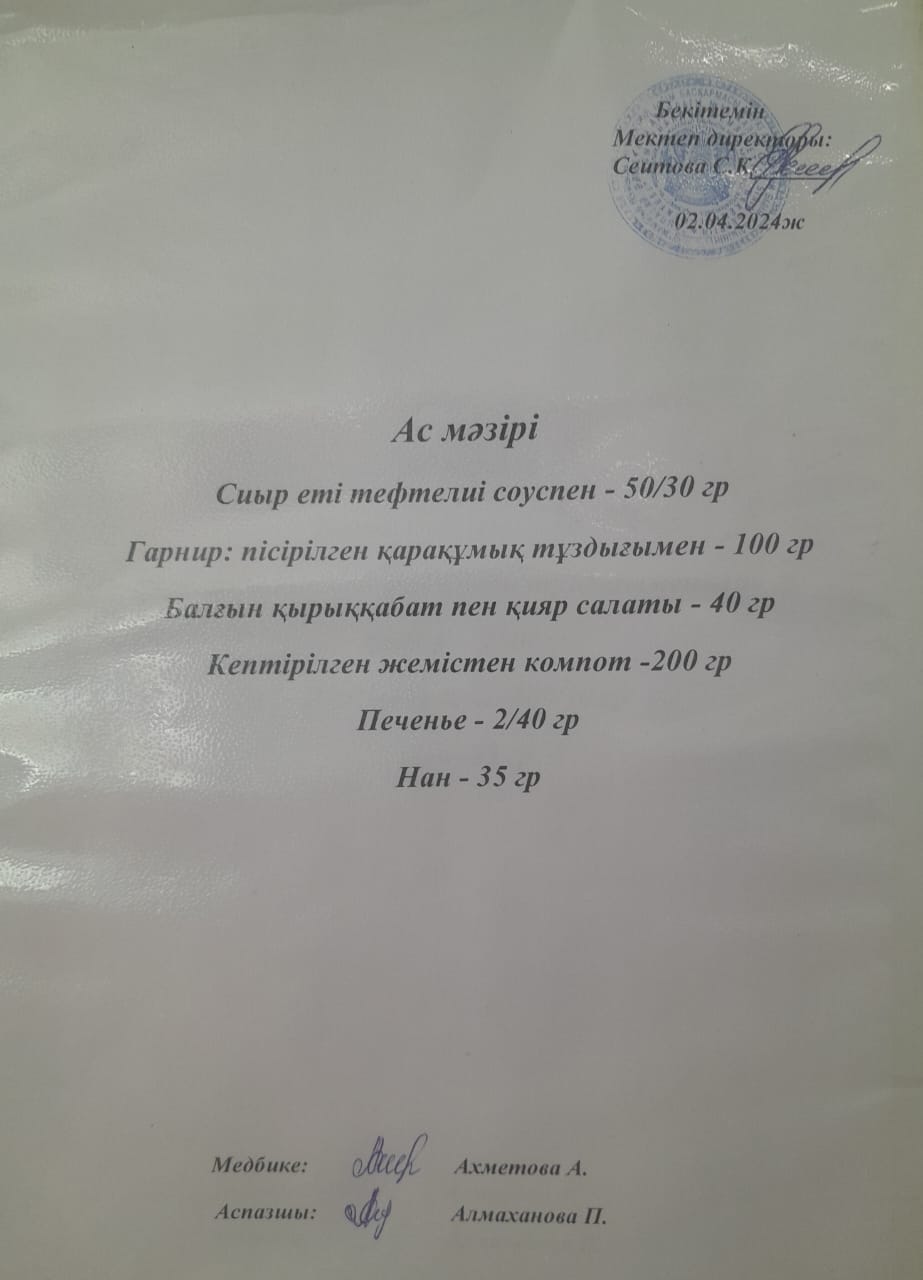 Бекітемін
Мектеп директоры:
Сеитова С.К.
02.04.2024ж
Ас мәзірі
Сиыр еті тефтелиі соуспен - 50/30 гр
Гарнир: пісірілген қарақұмық тұздығымен - 100 гр
Балғын қырыққабат пен қияр салаты - 40 гр
Кептірілген жемістен компот -200 гр
Печенье - 2/40 гр
Нан - 35 гр
Медбике: Ахметова А.
Аспазшы: Алмаханова П.